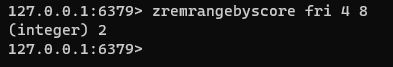 127.0.0.1:6379> zremrangebyscore fri 4 8
(integer) 2
127.0.0.1:6379>